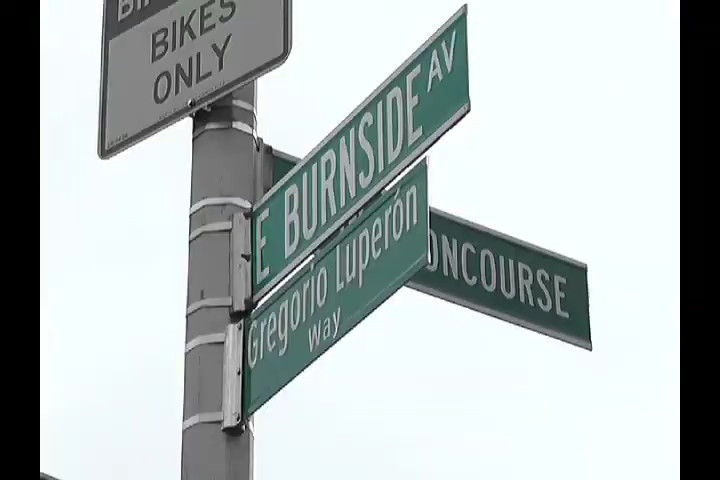 BIKES
ONLY
E BURNSIDE AV
Gregorio Luperón
Way
ONCOURSE